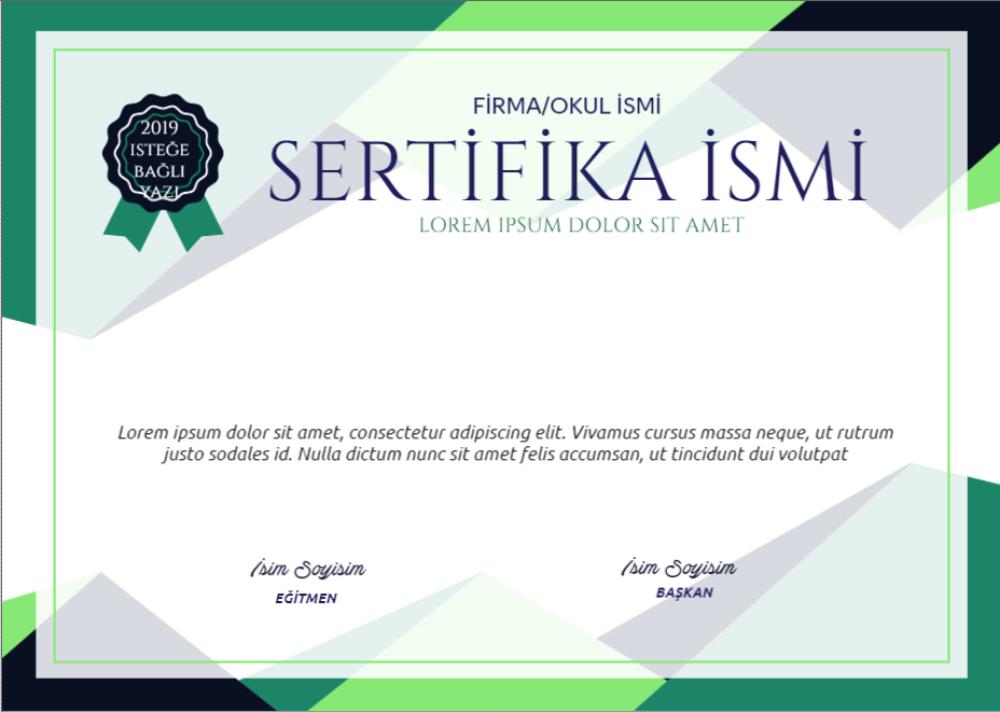 FİRMA/OKUL İSMİ
SERTİFİKA İSMİ
LOREM IPSUM DOLOR SIT AMET
2019
ISTEĞE
BAĞLI
YAZI
Lorem ipsum dolor sit amet, consectetur adipiscing elit. Vivamus cursus massa neque, ut rutrum
justo sodales id. Nulla dictum nunc sit amet felis accumsan, ut tincidunt dui volutpat
İsim Soyisim
EĞİTMEN
İsim Soyisim
BAŞKAN